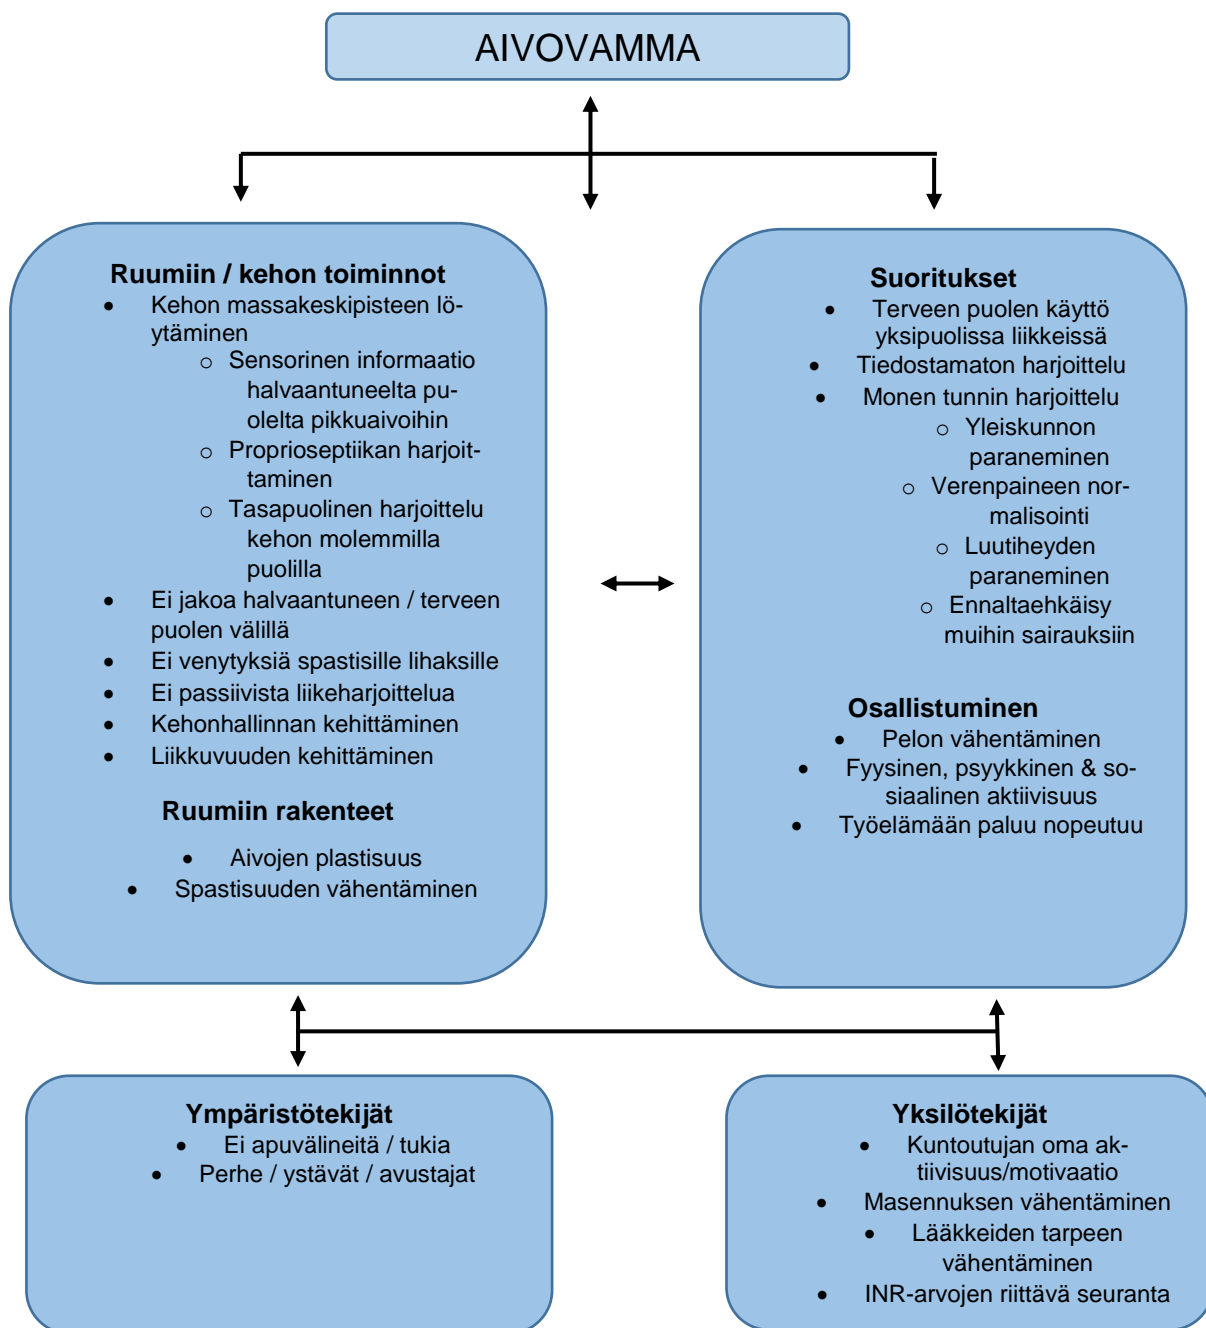 AIVOVAMMA
Ruumiin / kehon toiminnot
• Kehon massakeskipisteen lö-
ytäminen
o Sensorinen informaatio
halvaantuneelta pu-
olelta pikkuaivoihin
o Proprioseptiikan harjoit-
taminen
o Tasapuolinen harjoittelu
kehon molemmilla
puolilla
• Ei jakoa halvaantuneen / terveen
puolen välillä
• Ei venytyksiä spastisille lihaksille
• Ei passiivista liikeharjoittelua
• Kehonhallinnan kehittäminen
• Liikkuvuuden kehittäminen
Ruumiin rakenteet
• Aivojen plastisuus
• Spastisuuden vähentäminen
Suoritukset
• Terveen puolen käyttö
yksipuolissa liikkeissä
• Tiedostamaton harjoittelu
• Monen tunnin harjoittelu
o Yleiskunnon
paraneminen
o Verenpaineen nor-
malisointi
o Luutiheyden
paraneminen
o Ennaltaehkäisy
muihin sairauksiin
Osallistuminen
• Pelon vähentäminen
• Fyysinen, psyykkinen & so-
siaalinen aktiivisuus
• Työelämään paluu nopeutuu
Ympäristötekijät
• Ei apuvälineitä / tukia
• Perhe / ystävät / avustajat
Yksilötekijät
• Kuntoutujan oma ak-
tiivisuus/motivaatio
• Masennuksen vähentäminen
• Lääkkeiden tarpeen
vähentäminen
• INR-arvojen riittävä seuranta